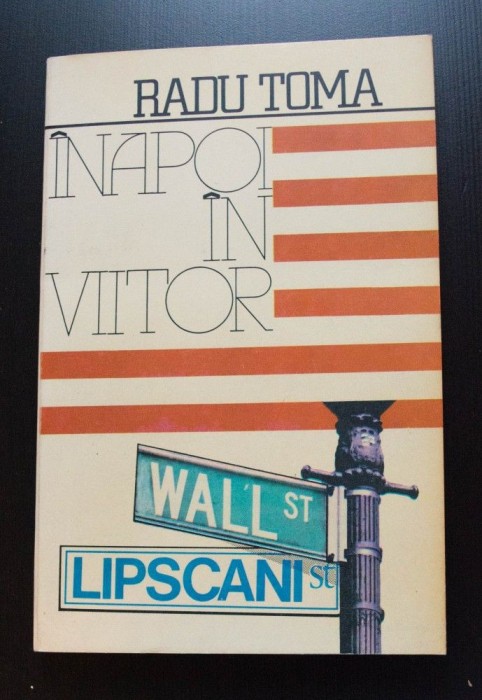 RADU TOMA
ÎNAPOI
ÎN
VIITOR
WALL ST
LIPSCANI st